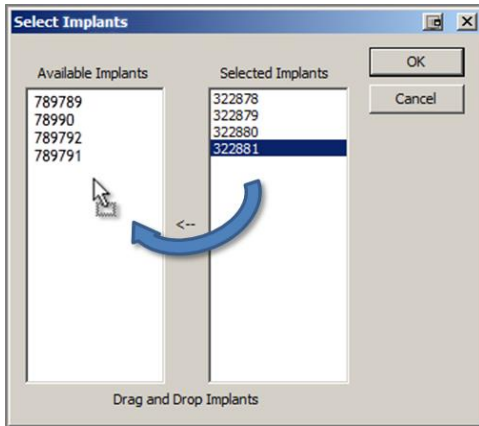 Select Implants
Available Implants
789789
78990
789792
789791
<--
Selected Implants
322878
322879
322880
322881
OK
Cancel
Drag and Drop Implants